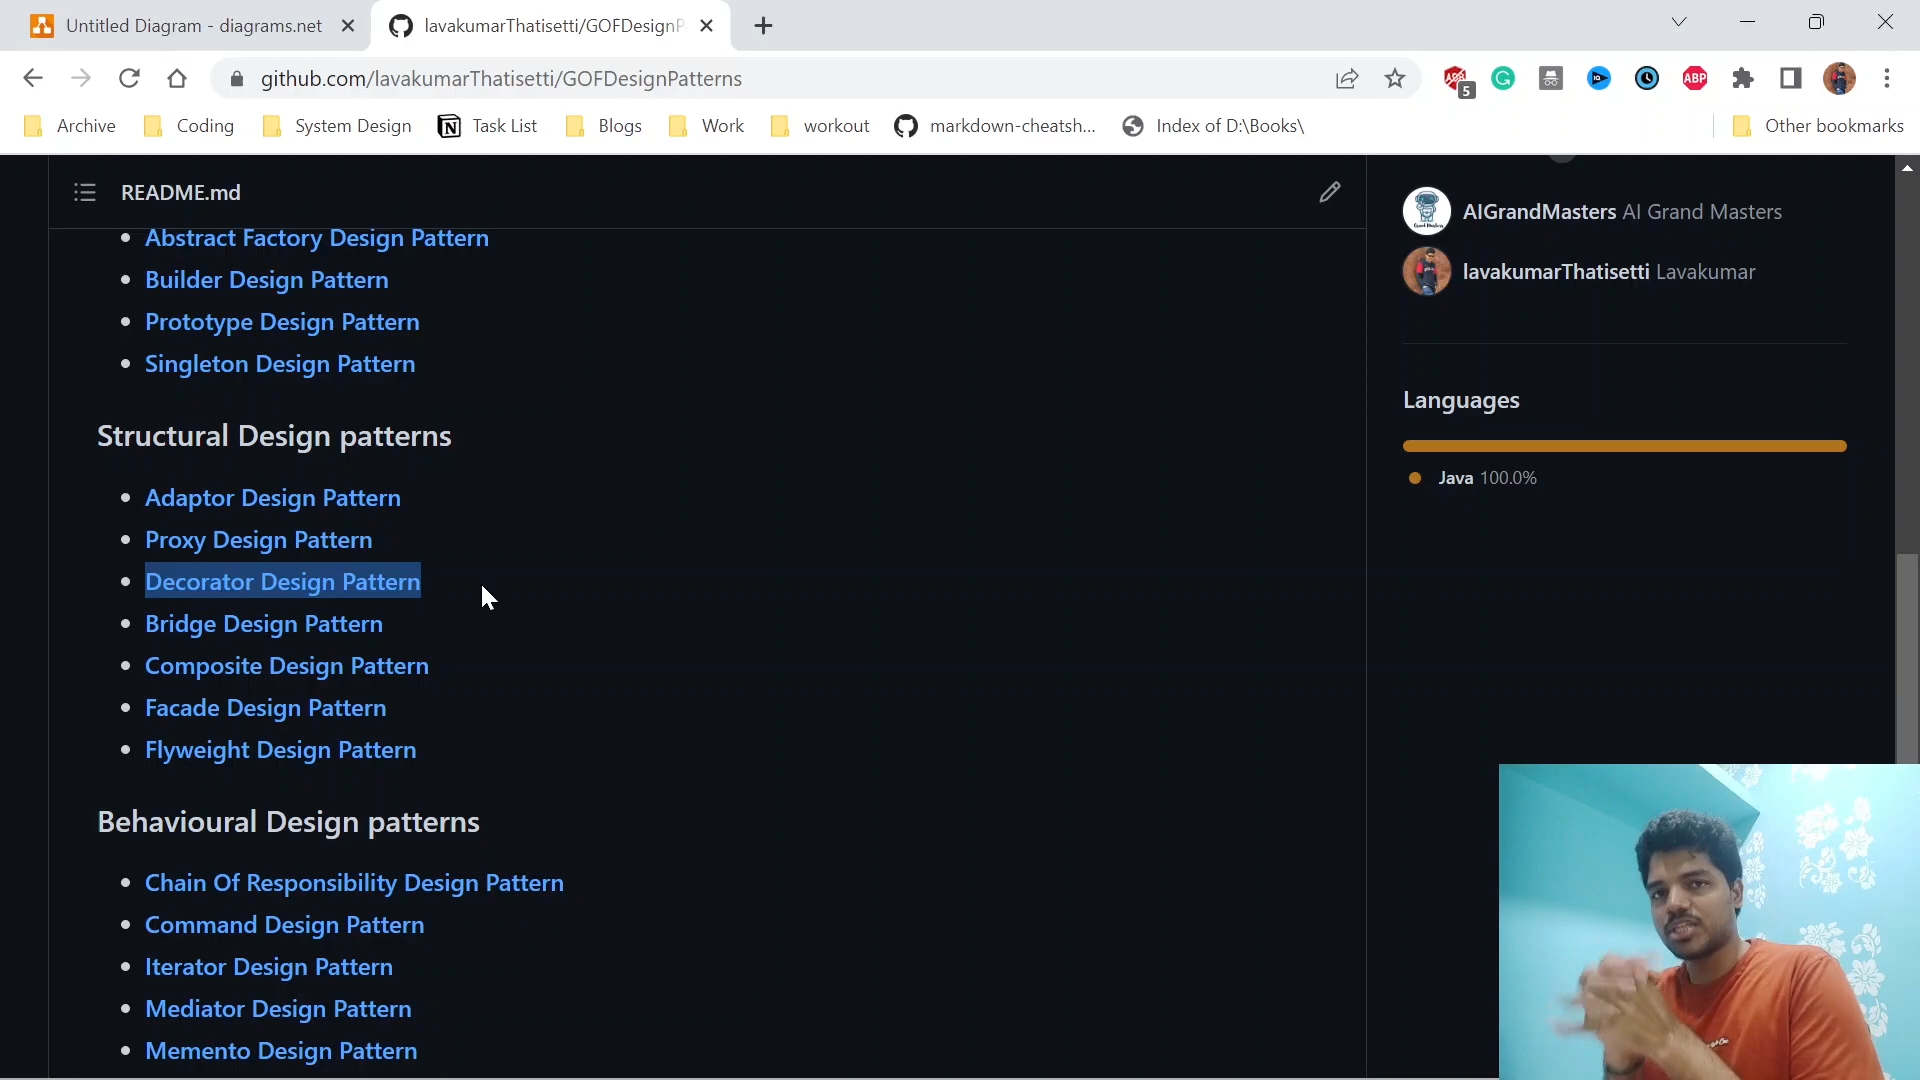 Untitled Diagram - diagrams.net
lavakumarThatisetti/GOFDesignP
github.com/lavakumarThatisetti/GOFDesignPatterns
5
ABP
Archive
Coding
System Design
Task List
Blogs
Work
workout
markdown-cheatsh...
Index of D:\Books\
Other bookmarks
README.md
Abstract Factory Design Pattern
Builder Design Pattern
Prototype Design Pattern
Singleton Design Pattern
Structural Design patterns
Adaptor Design Pattern
Proxy Design Pattern
Decorator Design Pattern
Bridge Design Pattern
Composite Design Pattern
Facade Design Pattern
Flyweight Design Pattern
Behavioural Design patterns
Chain Of Responsibility Design Pattern
Command Design Pattern
Iterator Design Pattern
Mediator Design Pattern
Memento Design Pattern
AIGrandMasters AI Grand Masters
lavakumarThatisetti Lavakumar
Languages
Java 100.0%